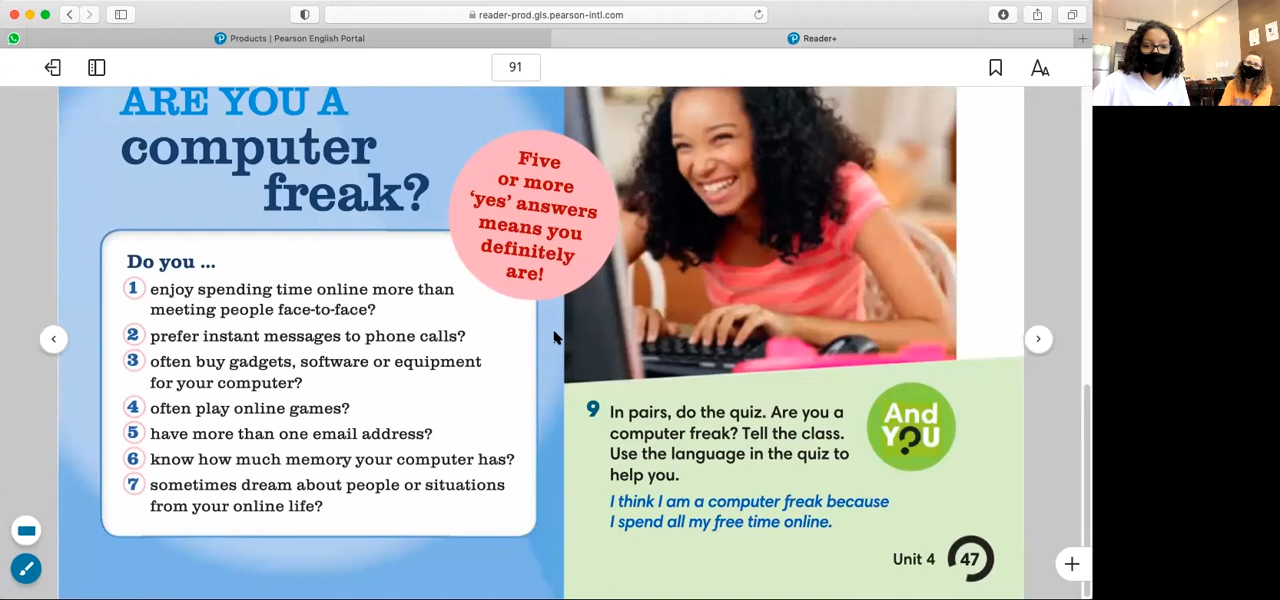 reader-prod.gls.pearson-intl.com
Products | Pearson English Portal
Reader+
91
AA
ARE YOU A
computer
freak?
Five
or more
‘yes’ answers
means you
definitely
are!
Do you ...
1 enjoy spending time online more than
meeting people face-to-face?
2 prefer instant messages to phone calls?
3 often buy gadgets, software or equipment
for your computer?
4 often play online games?
5 have more than one email address?
6 know how much memory your computer has?
7 sometimes dream about people or situations
from your online life?
9 In pairs, do the quiz. Are you a
computer freak? Tell the class.
Use the language in the quiz to
help you.
I think I am a computer freak because
I spend all my free time online.
And
YOU
Unit 4 47